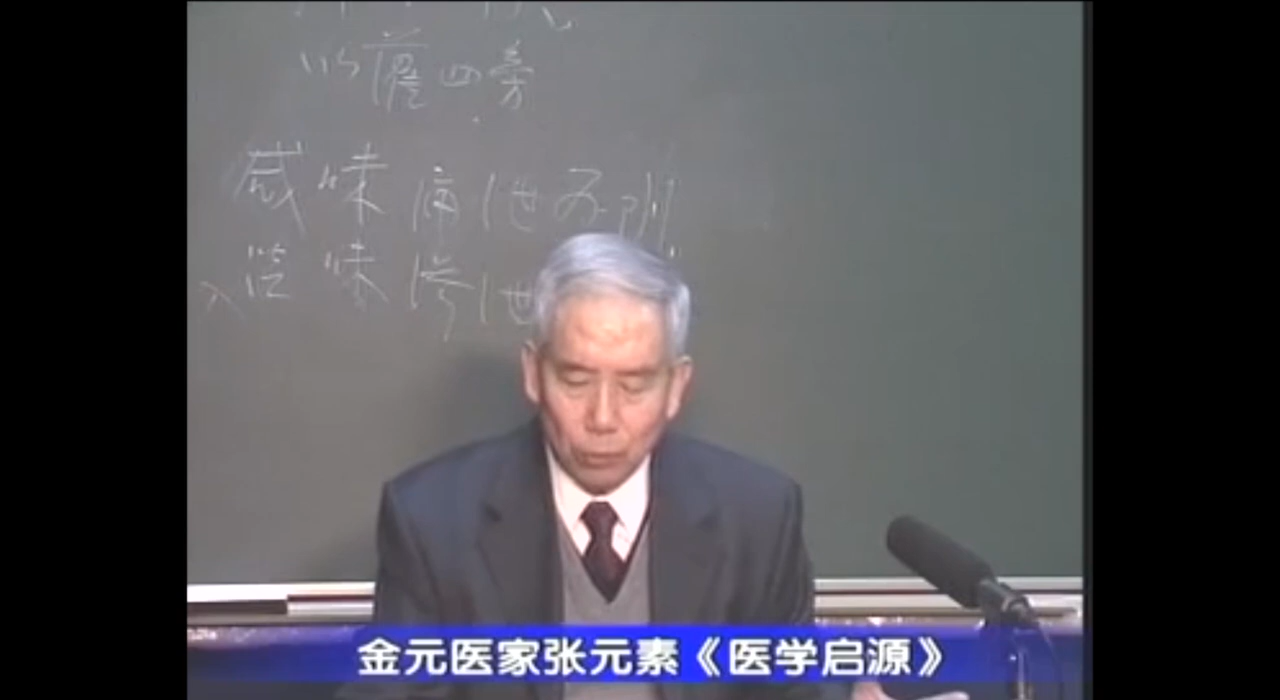 以灌四旁
咸味涌泄为阴
淡味渗泄
金元医家张元素《医学启源》